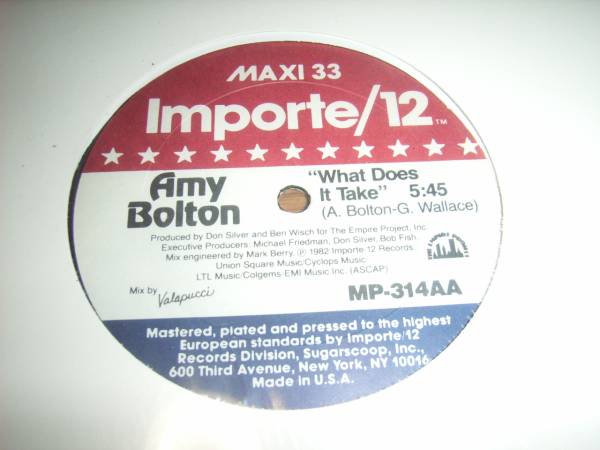 MAXI 33
Importe/12 ™
Amy
Bolton
"What Does
It Take" 5:45
(A. Bolton-G. Wallace)
Produced by Don Silver and Ben Wisch for The Empire Project, Inc.
Executive Producers: Michael Friedman, Don Silver, Bob Fish.
Mix engineered by Mark Berry. ℗ 1982 Importe·12 Records.
Union Square Music/Cyclops Music
LTL Music/Colgems-EMI Music Inc. (ASCAP)
Mix by Valapucci
MP-314AA
Mastered, plated and pressed to the highest
European standards by Importe/12
Records Division, Sugarscoop, Inc.,
600 Third Avenue, New York, NY 10016
Made in U.S.A.